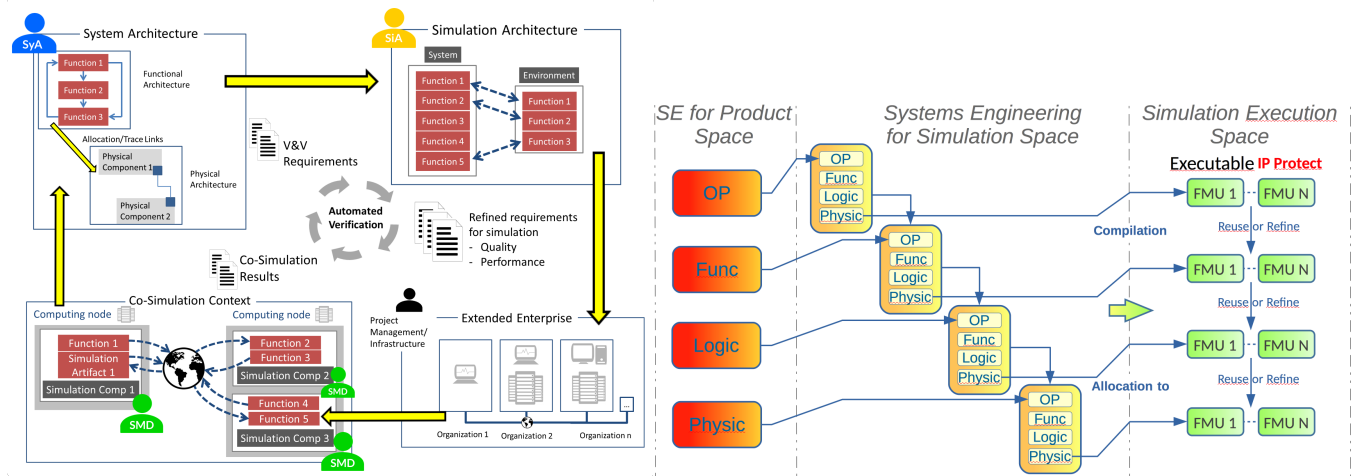 System Architecture
SyA
Function 1
Function 2
Function 3
Functional
Architecture
Allocation/Trace Links
Physical
Component 1
Physical
Component 2
Physical
Architecture
Simulation Architecture
SiA
System
Function 1
Function 2
Function 3
Function 4
Function 5
Environment
Function 1
Function 2
Function 3
V&V
Requirements
Automated
Verification
Refined requirements
for simulation
- Quality
- Performance
Co-Simulation
Results
Co-Simulation Context
Computing node
Function 1
Simulation
Artifact 1
Simulation Comp 1
SMD
Computing node
Function 2
Function 3
Simulation Comp 2
SMD
Function 4
Function 5
Simulation Comp 3
SMD
Project
Management/
Infrastructure
Extended Enterprise
...
Organization 1
Organization 2
Organization n
SE for Product
Space
OP
Func
Logic
Physic
Systems Engineering
for Simulation Space
OP
Func
Logic
Physic
OP
Func
Logic
Physic
OP
Func
Logic
Physic
OP
Func
Logic
Physic
Compilation
Allocation to
Simulation Execution
Space
Executable IP Protect
FMU 1 FMU N
Reuse or Refine
FMU 1 FMU N
Reuse or Refine
FMU 1 FMU N
Reuse or Refine
FMU 1 FMU N